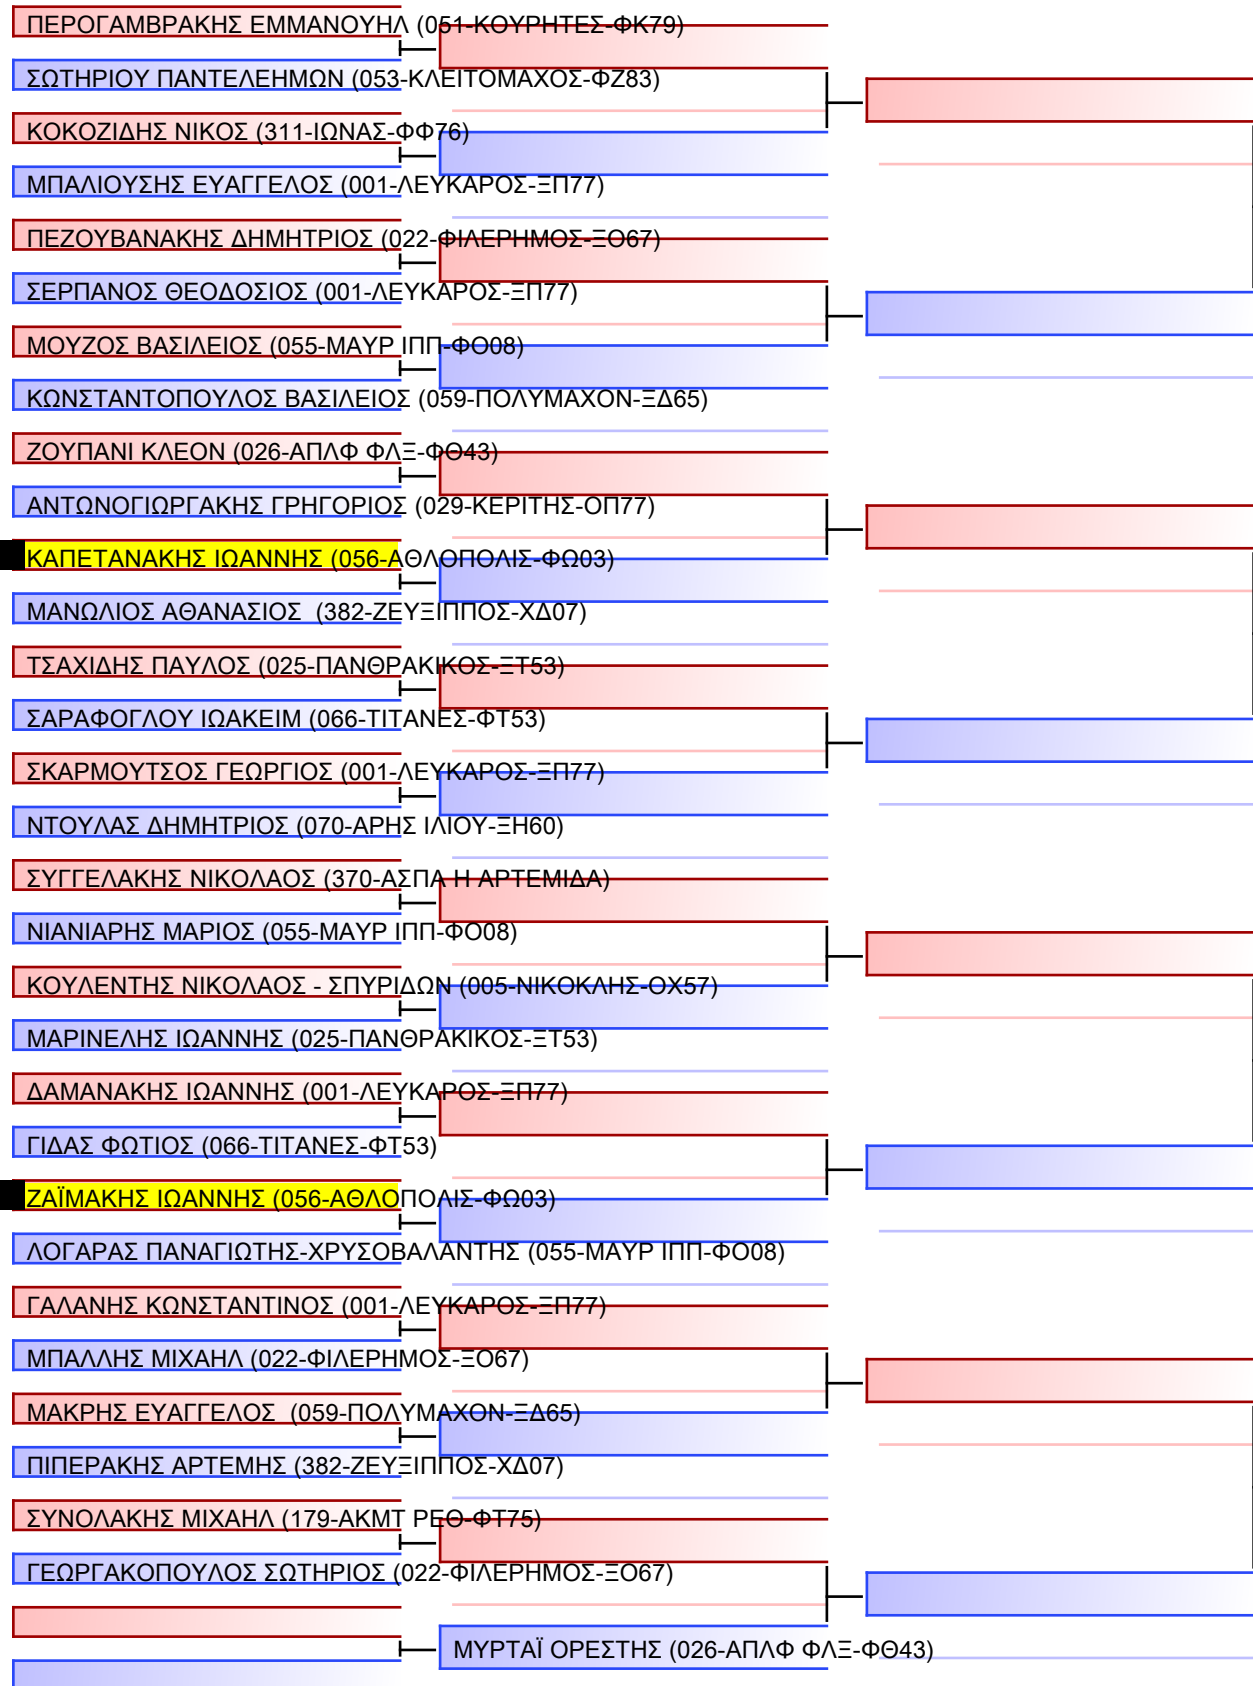 ΠΕΡΟΓΑΜΒΡΑΚΗΣ ΕΜΜΑΝΟΥΗΛ (051-ΚΟΥΡΗΤΕΣ-ΦΚ79)
ΣΩΤΗΡΙΟΥ ΠΑΝΤΕΛΕΗΜΩΝ (053-ΚΛΕΙΤΟΜΑΧΟΣ-ΦΖ83)
ΚΟΚΟΖΙΔΗΣ ΝΙΚΟΣ (311-ΙΩΝΑΣ-ΦΦ76)
ΜΠΑΛΙΟΥΣΗΣ ΕΥΑΓΓΕΛΟΣ (001-ΛΕΥΚΑΡΟΣ-ΞΠ77)
ΠΕΖΟΥΒΑΝΑΚΗΣ ΔΗΜΗΤΡΙΟΣ (022-ΦΙΛΕΡΗΜΟΣ-ΞΟ67)
ΣΕΡΠΑΝΟΣ ΘΕΟΔΟΣΙΟΣ (001-ΛΕΥΚΑΡΟΣ-ΞΠ77)
ΜΟΥΖΟΣ ΒΑΣΙΛΕΙΟΣ (055-ΜΑΥΡ ΙΠΠ-ΦΟ08)
ΚΩΝΣΤΑΝΤΟΠΟΥΛΟΣ ΒΑΣΙΛΕΙΟΣ (059-ΠΟΛΥΜΑΧΟΝ-ΞΔ65)
ΖΟΥΠΑΝΙ ΚΛΕΟΝ (026-ΑΠΛΦ ΦΛΞ-ΦΘ43)
ΑΝΤΩΝΟΓΙΩΡΓΑΚΗΣ ΓΡΗΓΟΡΙΟΣ (029-ΚΕΡΙΤΗΣ-ΟΠ77)
ΚΑΠΕΤΑΝΑΚΗΣ ΙΩΑΝΝΗΣ (056-ΑΘΛΟΠΟΛΙΣ-ΦΩ03)
ΜΑΝΩΛΙΟΣ ΑΘΑΝΑΣΙΟΣ  (382-ΖΕΥΞΙΠΠΟΣ-ΧΔ07)
ΤΣΑΧΙΔΗΣ ΠΑΥΛΟΣ (025-ΠΑΝΘΡΑΚΙΚΟΣ-ΞΤ53)
ΣΑΡΑΦΟΓΛΟΥ ΙΩΑΚΕΙΜ (066-ΤΙΤΑΝΕΣ-ΦΤ53)
ΣΚΑΡΜΟΥΤΣΟΣ ΓΕΩΡΓΙΟΣ (001-ΛΕΥΚΑΡΟΣ-ΞΠ77)
ΝΤΟΥΛΑΣ ΔΗΜΗΤΡΙΟΣ (070-ΑΡΗΣ ΙΛΙΟΥ-ΞΗ60)
ΣΥΓΓΕΛΑΚΗΣ ΝΙΚΟΛΑΟΣ (370-ΑΣΠΑ Η ΑΡΤΕΜΙΔΑ)
ΝΙΑΝΙΑΡΗΣ ΜΑΡΙΟΣ (055-ΜΑΥΡ ΙΠΠ-ΦΟ08)
ΚΟΥΛΕΝΤΗΣ ΝΙΚΟΛΑΟΣ - ΣΠΥΡΙΔΩΝ (005-ΝΙΚΟΚΛΗΣ-ΟΧ57)
ΜΑΡΙΝΕΛΗΣ ΙΩΑΝΝΗΣ (025-ΠΑΝΘΡΑΚΙΚΟΣ-ΞΤ53)
ΔΑΜΑΝΑΚΗΣ ΙΩΑΝΝΗΣ (001-ΛΕΥΚΑΡΟΣ-ΞΠ77)
ΓΙΔΑΣ ΦΩΤΙΟΣ (066-ΤΙΤΑΝΕΣ-ΦΤ53)
ΖΑΪΜΑΚΗΣ ΙΩΑΝΝΗΣ (056-ΑΘΛΟΠΟΛΙΣ-ΦΩ03)
ΛΟΓΑΡΑΣ ΠΑΝΑΓΙΩΤΗΣ-ΧΡΥΣΟΒΑΛΑΝΤΗΣ (055-ΜΑΥΡ ΙΠΠ-ΦΟ08)
ΓΑΛΑΝΗΣ ΚΩΝΣΤΑΝΤΙΝΟΣ (001-ΛΕΥΚΑΡΟΣ-ΞΠ77)
ΜΠΑΛΛΗΣ ΜΙΧΑΗΛ (022-ΦΙΛΕΡΗΜΟΣ-ΞΟ67)
ΜΑΚΡΗΣ ΕΥΑΓΓΕΛΟΣ  (059-ΠΟΛΥΜΑΧΟΝ-ΞΔ65)
ΠΙΠΕΡΑΚΗΣ ΑΡΤΕΜΗΣ (382-ΖΕΥΞΙΠΠΟΣ-ΧΔ07)
ΣΥΝΟΛΑΚΗΣ ΜΙΧΑΗΛ (179-ΑΚΜΤ ΡΕΘ-ΦΤ75)
ΓΕΩΡΓΑΚΟΠΟΥΛΟΣ ΣΩΤΗΡΙΟΣ (022-ΦΙΛΕΡΗΜΟΣ-ΞΟ67)
ΜΥΡΤΑΪ ΟΡΕΣΤΗΣ (026-ΑΠΛΦ ΦΛΞ-ΦΘ43)